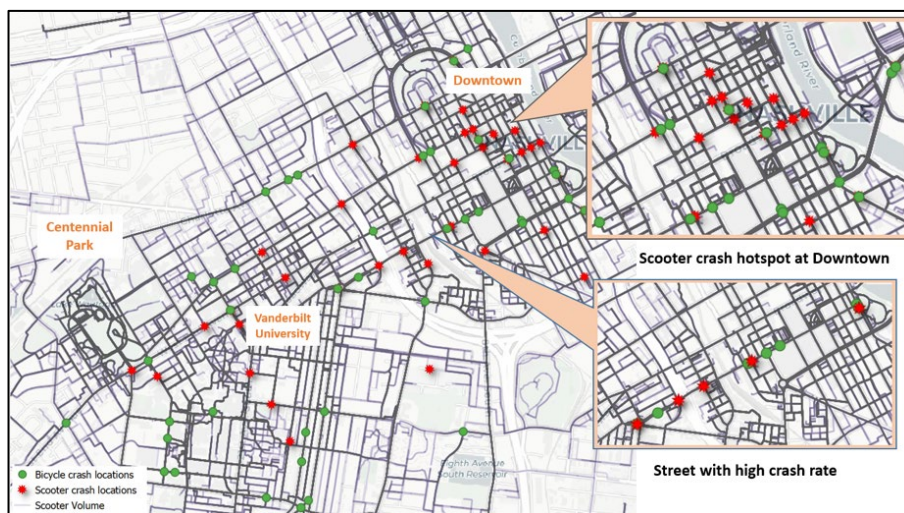 Downtown
Centennial
Park
Vanderbilt
University
Eighth Avenue
South Reservoir
Bicycle crash locations
Scooter crash locations
Scooter Volume
Scooter crash hotspot at Downtown
Street with high crash rate